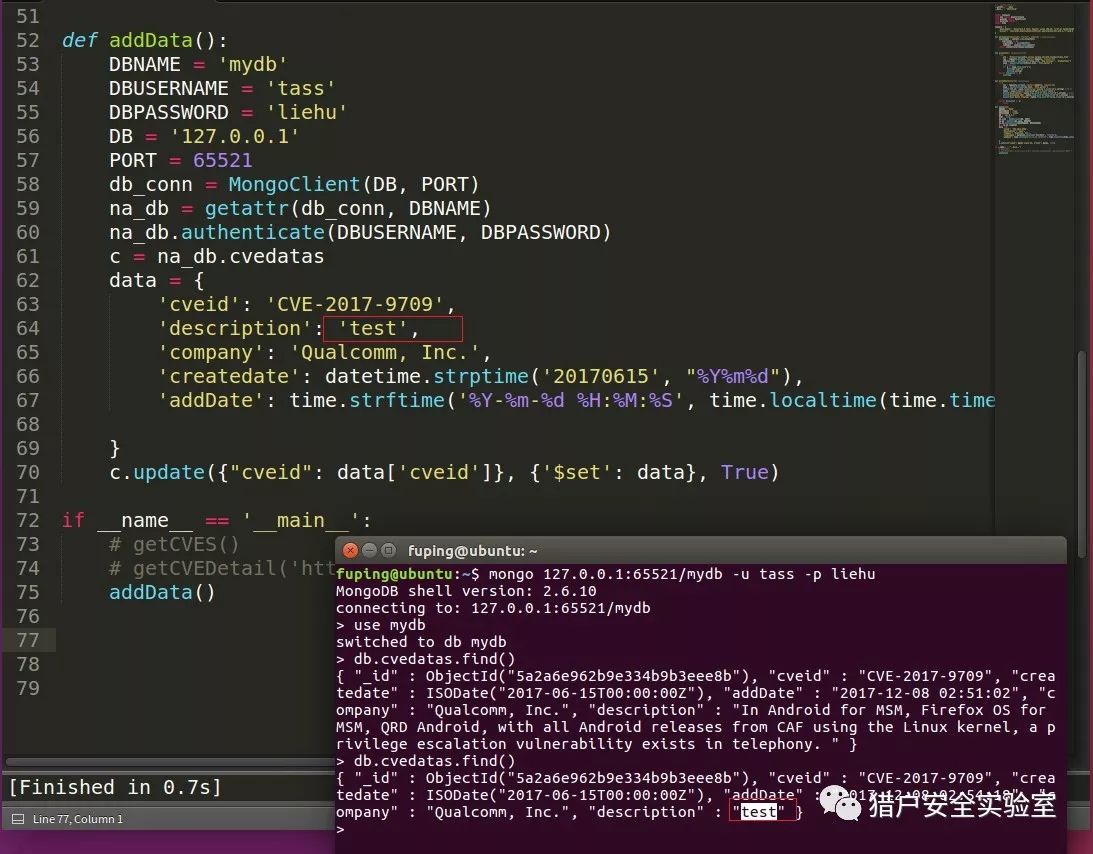 51
52 def addData():
53 DBNAME = 'mydb'
54 DBUSERNAME = 'tass'
55 DBPASSWORD = 'liehu'
56 DB = '127.0.0.1'
57 PORT = 65521
58 db_conn = MongoClient(DB, PORT)
59 na_db = getattr(db_conn, DBNAME)
60 na_db.authenticate(DBUSERNAME, DBPASSWORD)
61 c = na_db.cvedatas
62 data = {
63 'cveid': 'CVE-2017-9709',
64 'description': 'test',
65 'company': 'Qualcomm, Inc.',
66 'createdate': datetime.strptime('20170615', "%Y%m%d"),
67 'addDate': time.strftime('%Y-%m-%d %H:%M:%S', time.localtime(time.time
68
69 }
70 c.update({"cveid": data['cveid']}, {'$set': data}, True)
71
72 if __name__ == '__main__':
73 # getCVES()
74 # getCVEDetail('htt
75 addData()
76
77
78
79
fuping@ubuntu: ~
fuping@ubuntu:~$ mongo 127.0.0.1:65521/mydb -u tass -p liehu
MongoDB shell version: 2.6.10
connecting to: 127.0.0.1:65521/mydb
> use mydb
switched to db mydb
> db.cvedatas.find()
{ "_id" : ObjectId("5a2a6e962b9e334b9b3eee8b"), "cveid" : "CVE-2017-9709", "crea
tedate" : ISODate("2017-06-15T00:00:00Z"), "addDate" : "2017-12-08 02:51:02", "c
ompany" : "Qualcomm, Inc.", "description" : "In Android for MSM, Firefox OS for
MSM, QRD Android, with all Android releases from CAF using the Linux kernel, a p
rivilege escalation vulnerability exists in telephony. " }
> db.cvedatas.find()
{ "_id" : ObjectId("5a2a6e962b9e334b9b3eee8b"), "cveid" : "CVE-2017-9709", "crea
tedate" : ISODate("2017-06-15T00:00:00Z"), "addDate" : "2017-12-08 02:54:18", "c
ompany" : "Qualcomm, Inc.", "description" : "test" }
>
猎户安全实验室
[Finished in 0.7s]
Line 77, Column 1